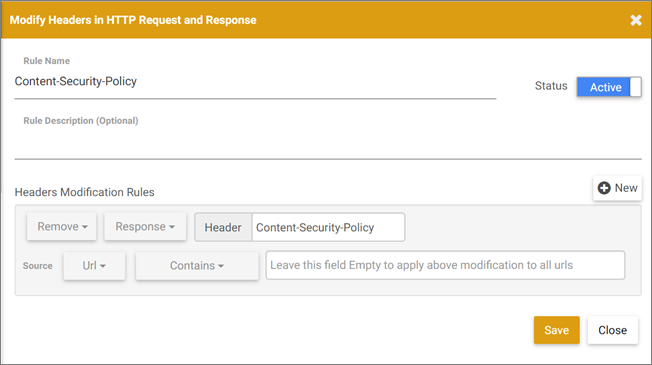 Modify Headers in HTTP Request and Response
Rule Name
Content-Security-Policy
Status Active
Rule Description (Optional)
Headers Modification Rules
New
Remove Response Header Content-Security-Policy
Source Url Contains Leave this field Empty to apply above modification to all urls
Save Close